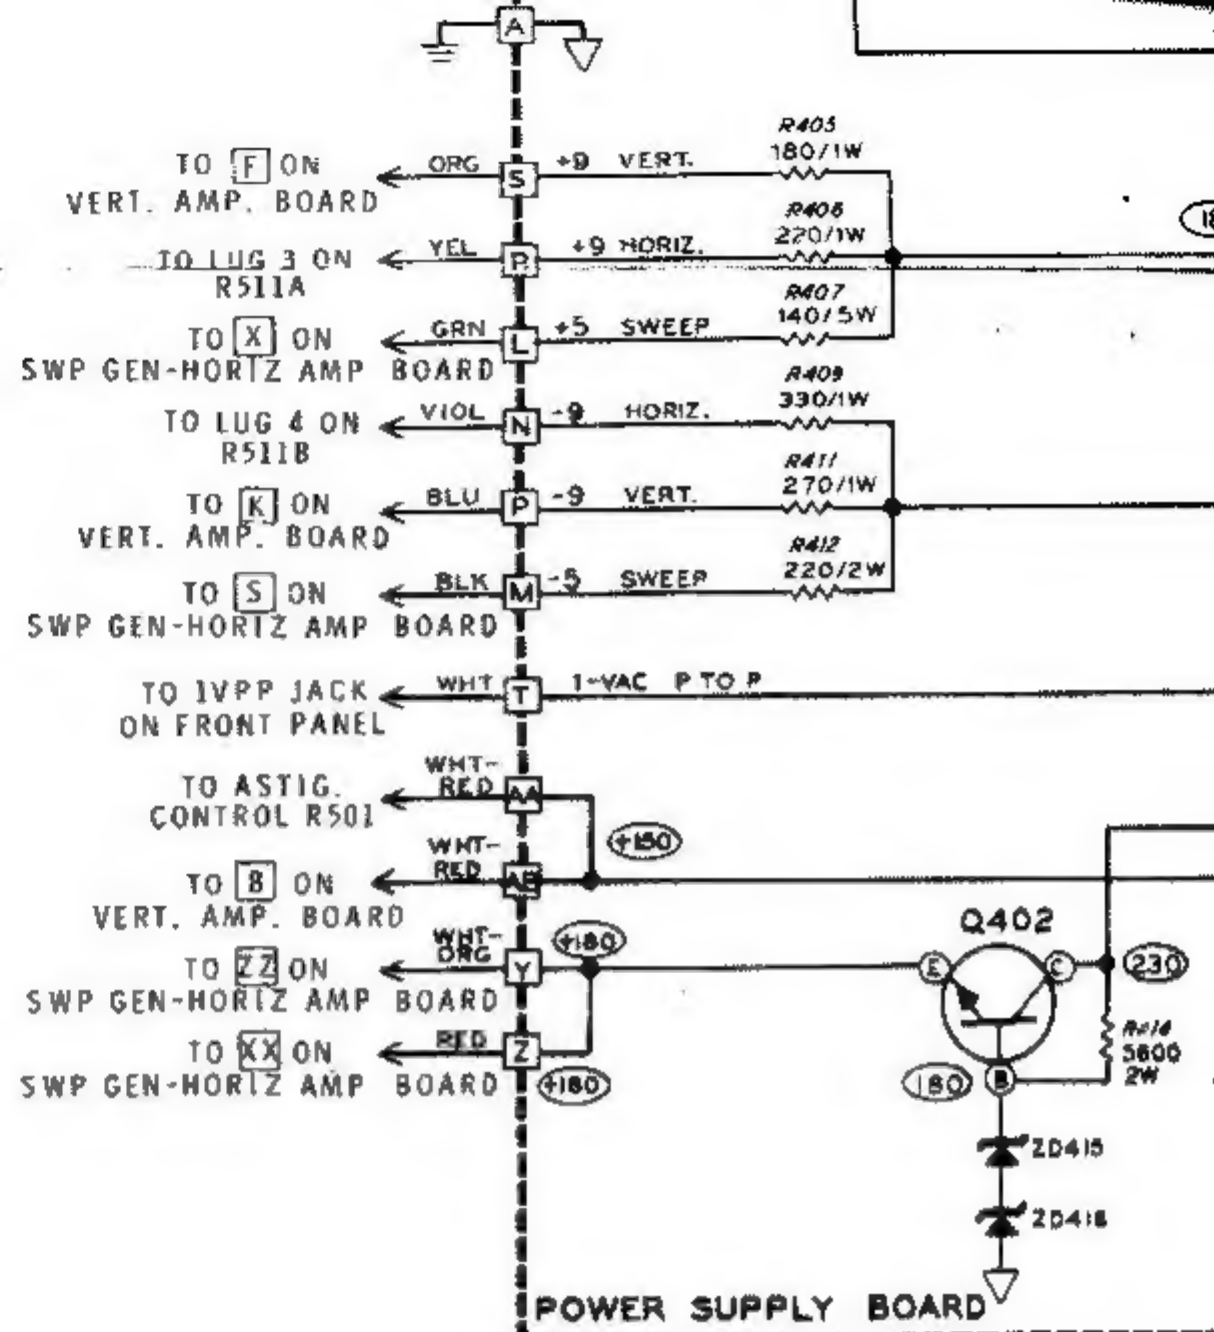 A
R405
180/1W
TO F ON
VERT. AMP. BOARD
ORG
S
+9 VERT.
R406
220/1W
TO LUG 3 ON
R511A
YEL
+9 HORIZ.
R407
140/5W
TO X ON
SWP GEN-HORIZ AMP BOARD
GRN
L
+5 SWEEP
R409
330/1W
TO LUG 4 ON
R511B
VIOL
N
-9 HORIZ.
R411
270/1W
TO K ON
VERT. AMP. BOARD
BLU
P
-9 VERT.
R412
220/2W
TO S ON
SWP GEN-HORIZ AMP BOARD
BLK
M
-5 SWEEP
TO 1VPP JACK
ON FRONT PANEL
WHT
T
1-VAC P TO P
TO ASTIG.
CONTROL R501
WHT-
RED
AA
+150
TO B ON
VERT. AMP. BOARD
WHT-
RED
TO ZZ ON
SWP GEN-HORIZ AMP BOARD
WHT-
ORG
Y
+180
TO XX ON
SWP GEN-HORIZ AMP BOARD
RED
Z
+180
Q402
E
C
230
5600
2W
180
B
ZD415
POWER SUPPLY BOARD